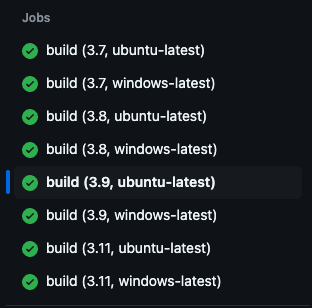 Jobs
build (3.7, ubuntu-latest)
build (3.7, windows-latest)
build (3.8, ubuntu-latest)
build (3.8, windows-latest)
build (3.9, ubuntu-latest)
build (3.9, windows-latest)
build (3.11, ubuntu-latest)
build (3.11, windows-latest)